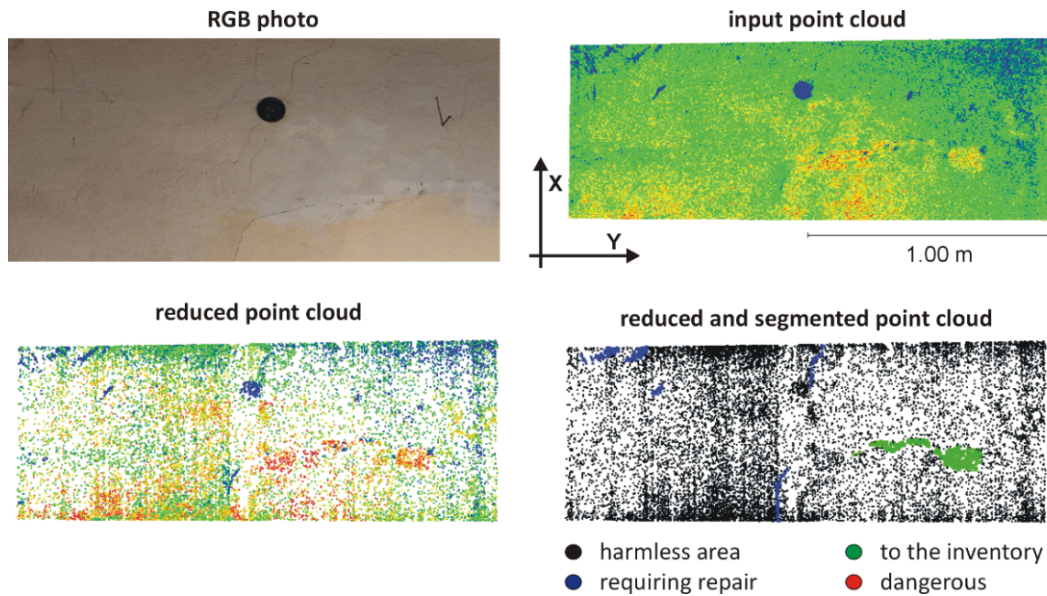 RGB photo
input point cloud
X
Y
1.00 m
reduced point cloud
reduced and segmented point cloud
harmless area
to the inventory
requiring repair
dangerous